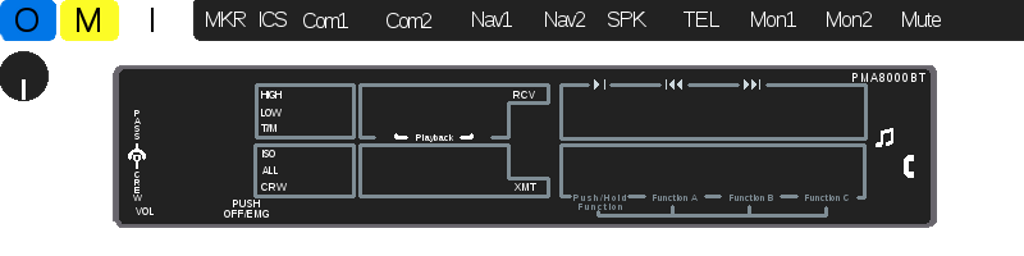 O M I MKR ICS Com1 Com2 Nav1 Nav2 SPK TEL Mon1 Mon2 Mute
PMA8000BT
HIGH
LOW
T/M
RCV
Playback
PASS
CREW
VOL
ISO
ALL
CRW
XMT
PUSH
OFF/EMG
Push/Hold
Function
Function A
Function B
Function C